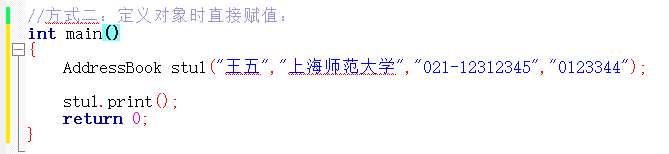 //方式二：定义对象时直接赋值：
int main()
{
AddressBook stu1("王五","上海师范大学","021-12312345","0123344");
stu1.print();
return 0;
}